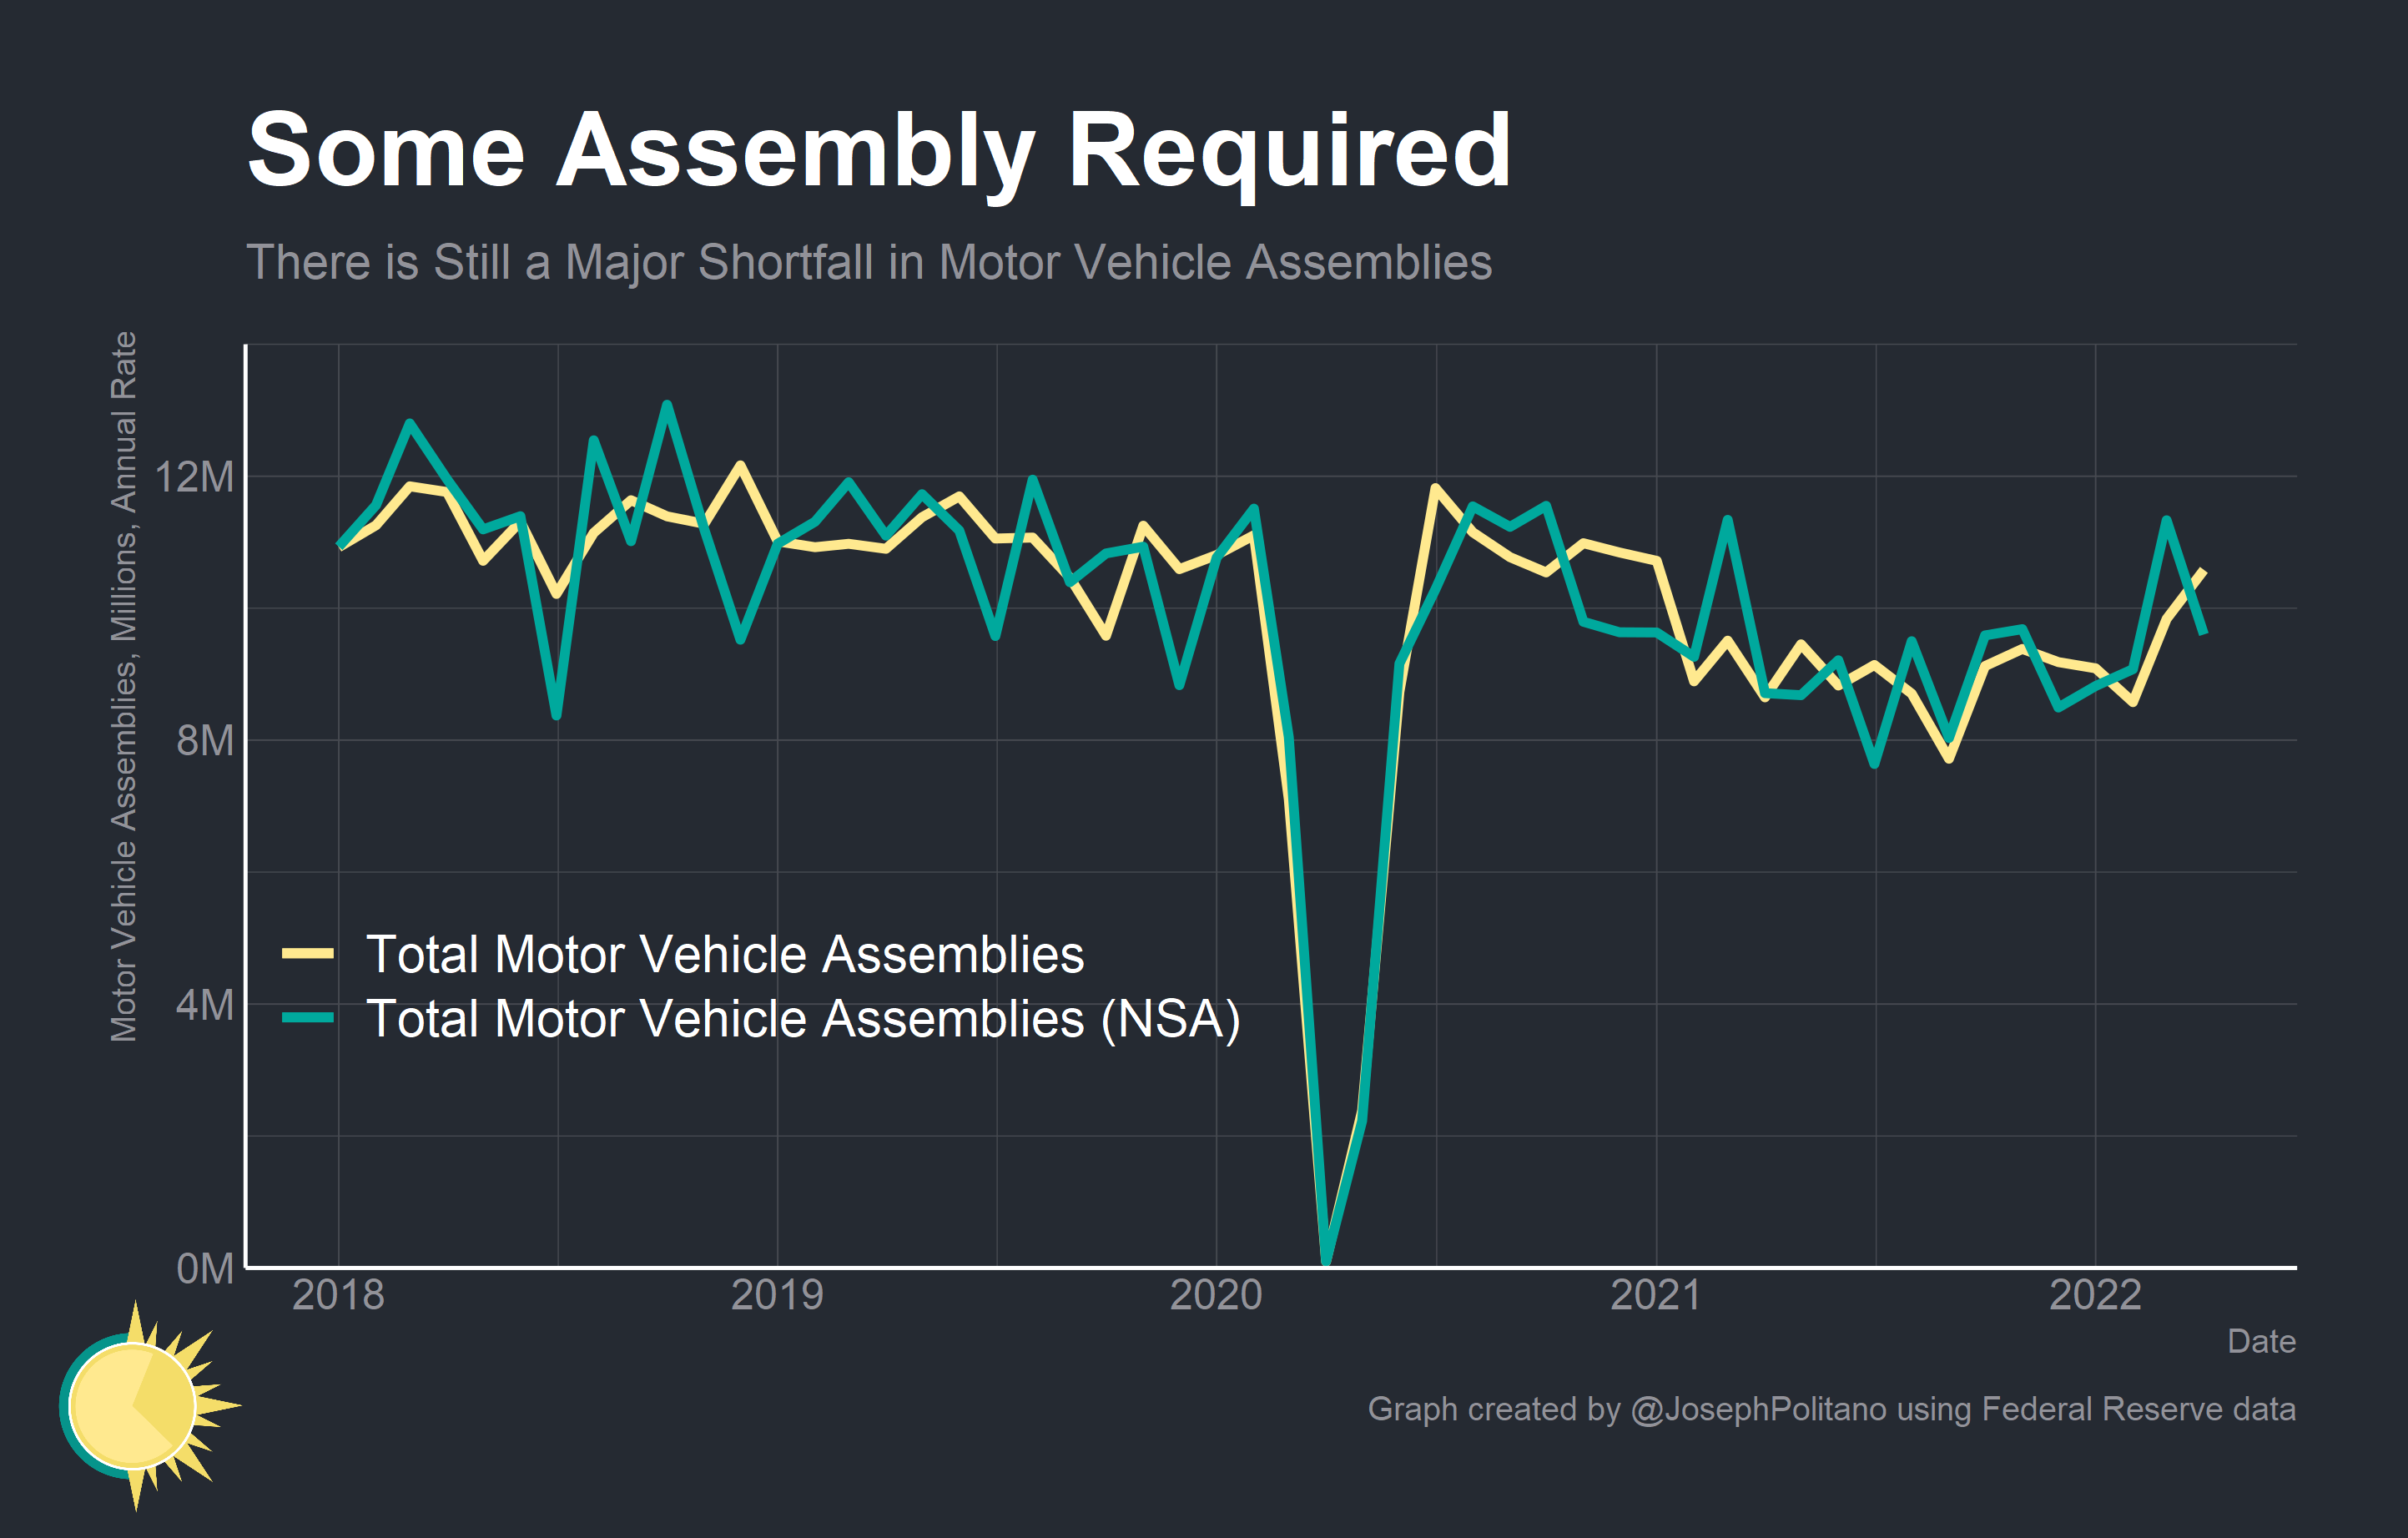 Some Assembly Required
There is Still a Major Shortfall in Motor Vehicle Assemblies
Motor Vehicle Assemblies, Millions, Annual Rate
12M
8M
4M
0M
Total Motor Vehicle Assemblies
Total Motor Vehicle Assemblies (NSA)
2018 2019 2020 2021 2022
Date
Graph created by @JosephPolitano using Federal Reserve data